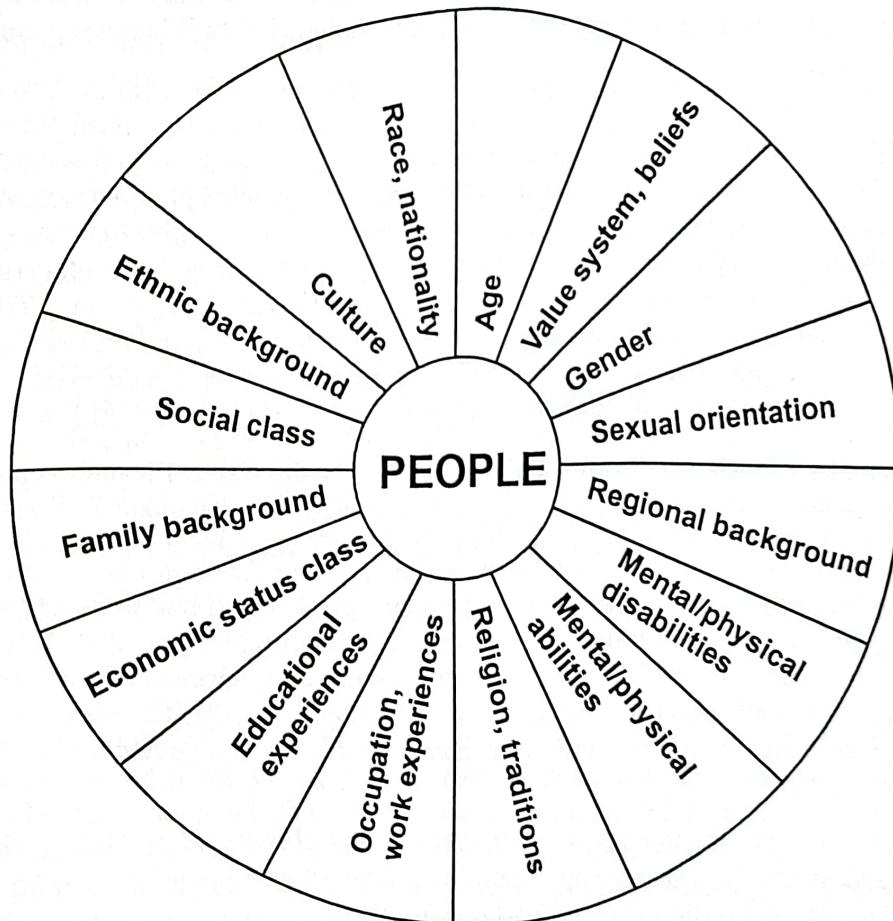 PEOPLE
Age
Value system, beliefs
Gender
Sexual orientation
Regional background
Mental/physical
disabilities
Mental/physical
abilities
Religion, traditions
Occupation,
work experiences
Educational
experiences
Economic status class
Family background
Social class
Ethnic background
Culture
Race, nationality